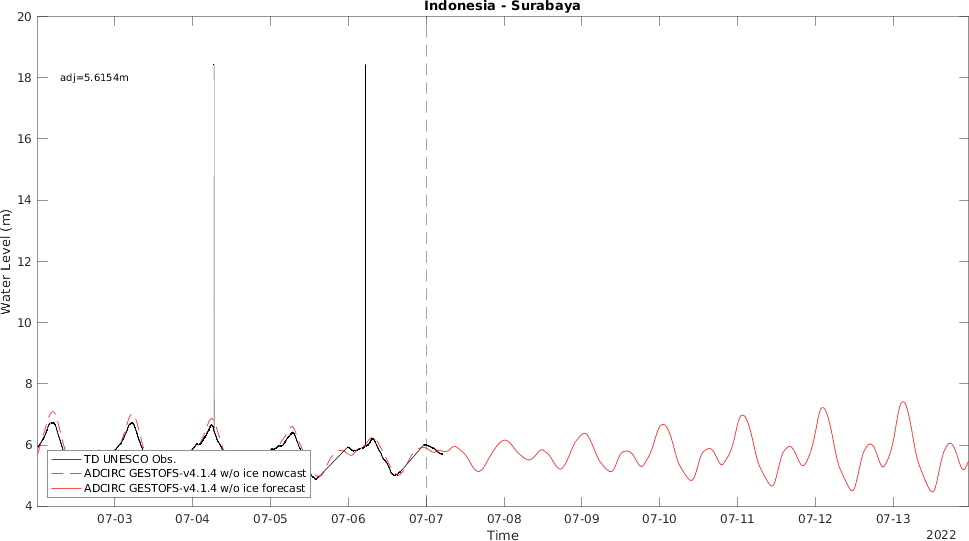 Indonesia - Surabaya
20
18
16
14
12
10
8
6
4
Water Level (m)
adj=5.6154m
TD UNESCO Obs.
ADCIRC GESTOFS-v4.1.4 w/o ice nowcast
ADCIRC GESTOFS-v4.1.4 w/o ice forecast
07-03 07-04 07-05 07-06 07-07 07-08 07-09 07-10 07-11 07-12 07-13
Time
2022